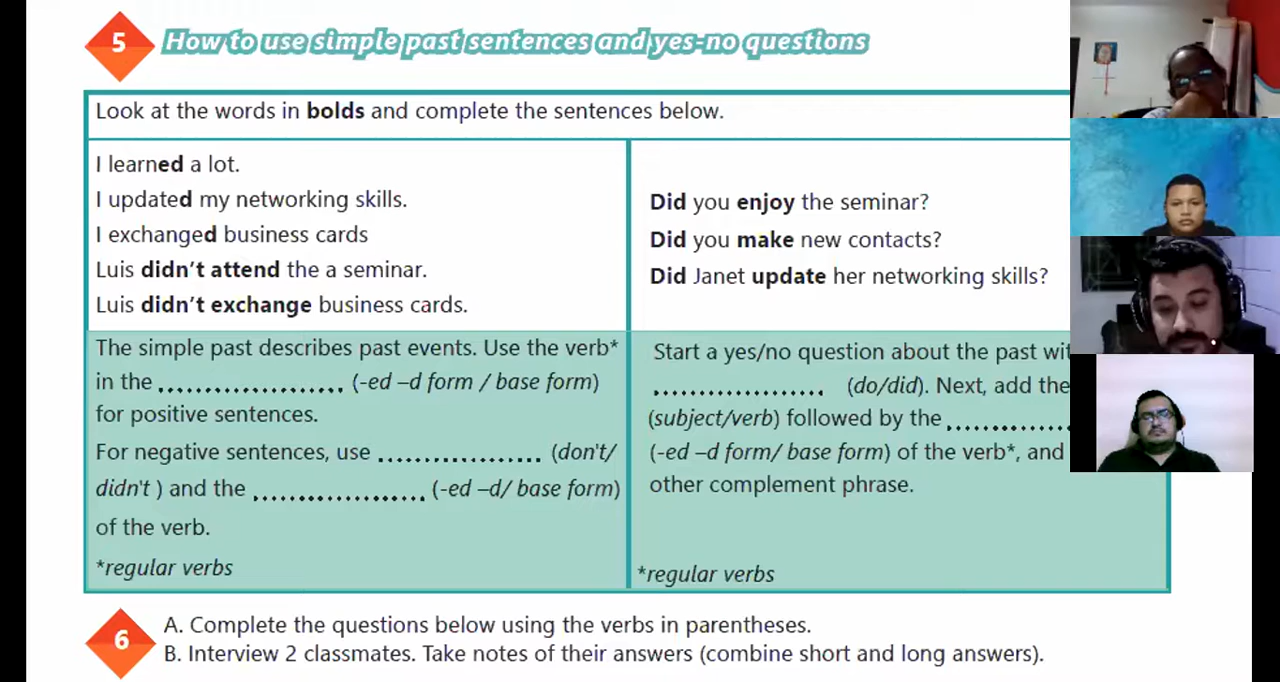 5
How to use simple past sentences and yes-no questions
Look at the words in bolds and complete the sentences below.
I learned a lot.
I updated my networking skills.
I exchanged business cards
Luis didn't attend the a seminar.
Luis didn't exchange business cards.
Did you enjoy the seminar?
Did you make new contacts?
Did Janet update her networking skills?
The simple past describes past events. Use the verb*
in the .................... (-ed –d form / base form)
for positive sentences.
For negative sentences, use .................. (don't/
didn't ) and the ................... (-ed –d/ base form)
of the verb.
*regular verbs
Start a yes/no question about the past
................... (do/did). Next, add the
(subject/verb) followed by the ..............
(-ed –d form/ base form) of the verb*, and
other complement phrase.
*regular verbs
6
A. Complete the questions below using the verbs in parentheses.
B. Interview 2 classmates. Take notes of their answers (combine short and long answers).